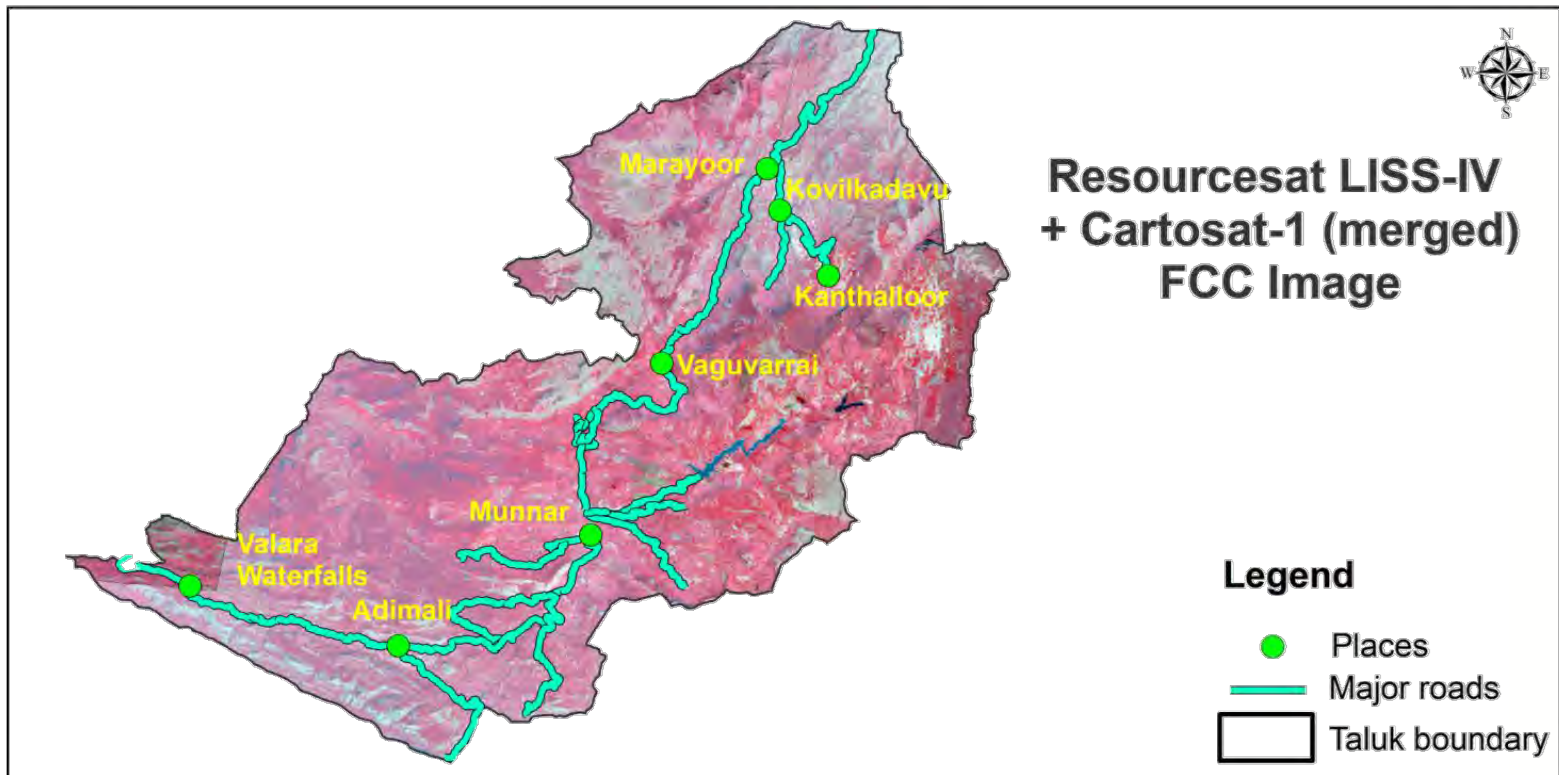 N
W E
S
Resourcesat LISS-IV
+ Cartosat-1 (merged)
FCC Image
Marayoor
Kovilkadavu
Kanthalloor
Vaguvarrai
Munnar
Valara
Waterfalls
Adimali
Legend
Places
Major roads
Taluk boundary